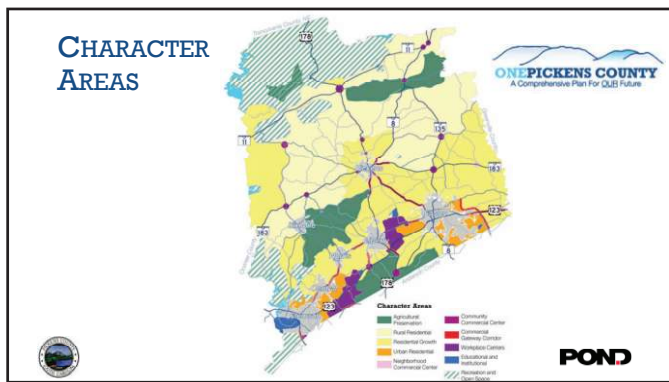 CHARACTER
AREAS
ONEPICKENS COUNTY
A Comprehensive Plan For OUR Future
178
11
8
135
11
183
183
123
8
178
123
Character Areas
Agricultural
Preservation
Rural Residential
Residential Growth
Urban Residential
Neighborhood
Commercial Center
Community
Commercial Center
Commercial
Gateway Corridor
Workplace Centers
Educational and
Institutional
Recreation and
Open Space
POND